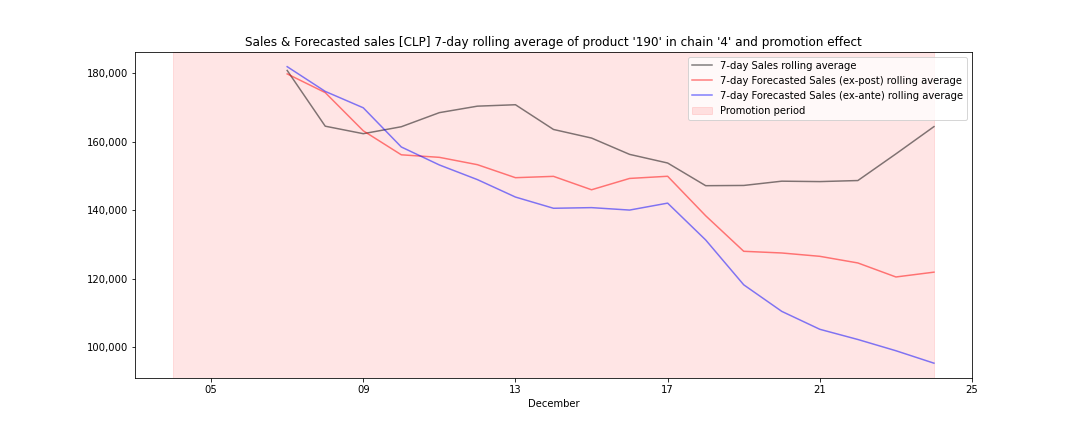 Sales & Forecasted sales [CLP] 7-day rolling average of product '190' in chain '4' and promotion effect
180,000
160,000
140,000
120,000
100,000
7-day Sales rolling average
7-day Forecasted Sales (ex-post) rolling average
7-day Forecasted Sales (ex-ante) rolling average
Promotion period
05 09 13 17 21 25
December